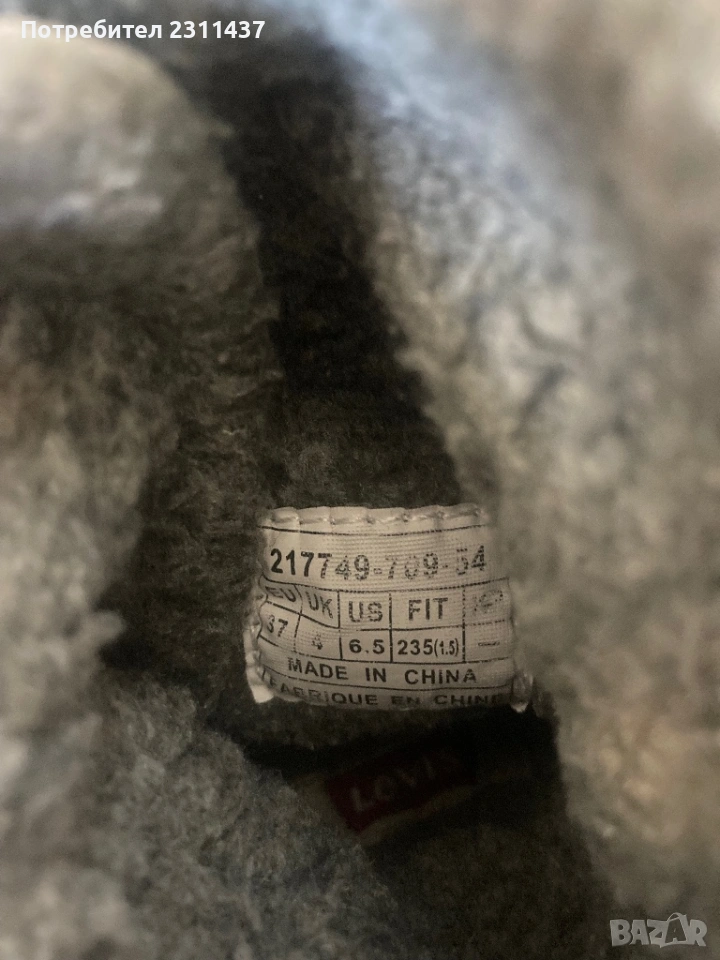 Потребител 2311437
217749-709-54
EU UK US FIT
37 4 6.5 235(1.5) —
MADE IN CHINA
FABRIQUE EN CHINE
LEVI'S
BAZAR